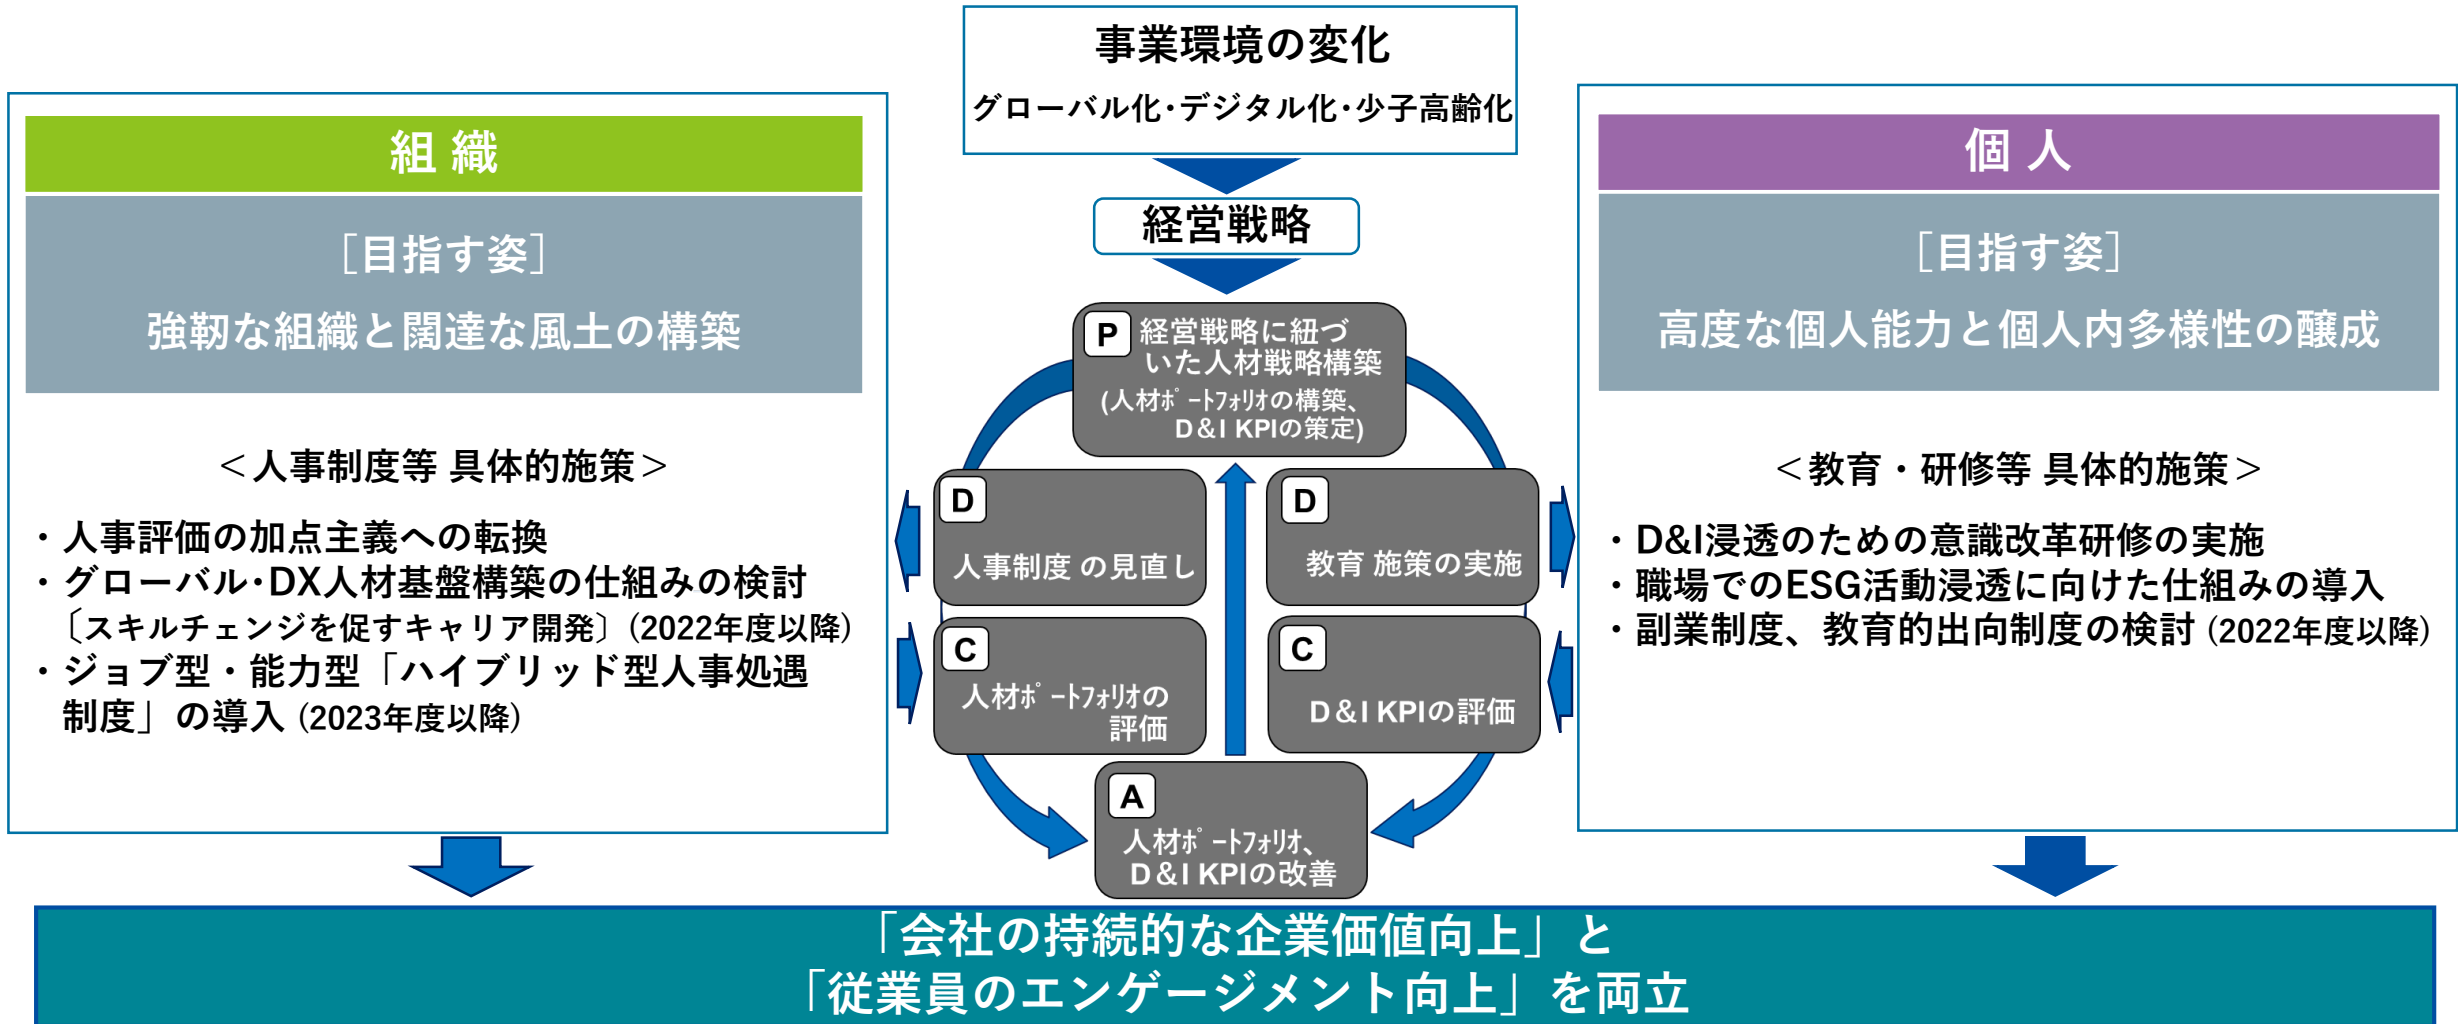 事業環境の変化
グローバル化･デジタル化･少子高齢化
経営戦略
組 織
［目指す姿］
強靭な組織と闊達な風土の構築
＜人事制度等 具体的施策＞
・人事評価の加点主義への転換
・グローバル･DX人材基盤構築の仕組みの検討
〔スキルチェンジを促すキャリア開発〕(2022年度以降)
・ジョブ型・能力型「ハイブリッド型人事処遇
制度」の導入 (2023年度以降)
P
経営戦略に紐づ
いた人材戦略構築
(人材ﾎﾟｰﾄﾌｫﾘｵの構築、
D＆I KPIの策定)
D
人事制度 の見直し
D
教育 施策の実施
C
人材ﾎﾟｰﾄﾌｫﾘｵの
評価
C
D＆I KPIの評価
A
人材ﾎﾟｰﾄﾌｫﾘｵ、
D＆I KPIの改善
個 人
［目指す姿］
高度な個人能力と個人内多様性の醸成
＜教育・研修等 具体的施策＞
・D&I浸透のための意識改革研修の実施
・職場でのESG活動浸透に向けた仕組みの導入
・副業制度、教育的出向制度の検討 (2022年度以降)
「会社の持続的な企業価値向上」と
「従業員のエンゲージメント向上」を両立